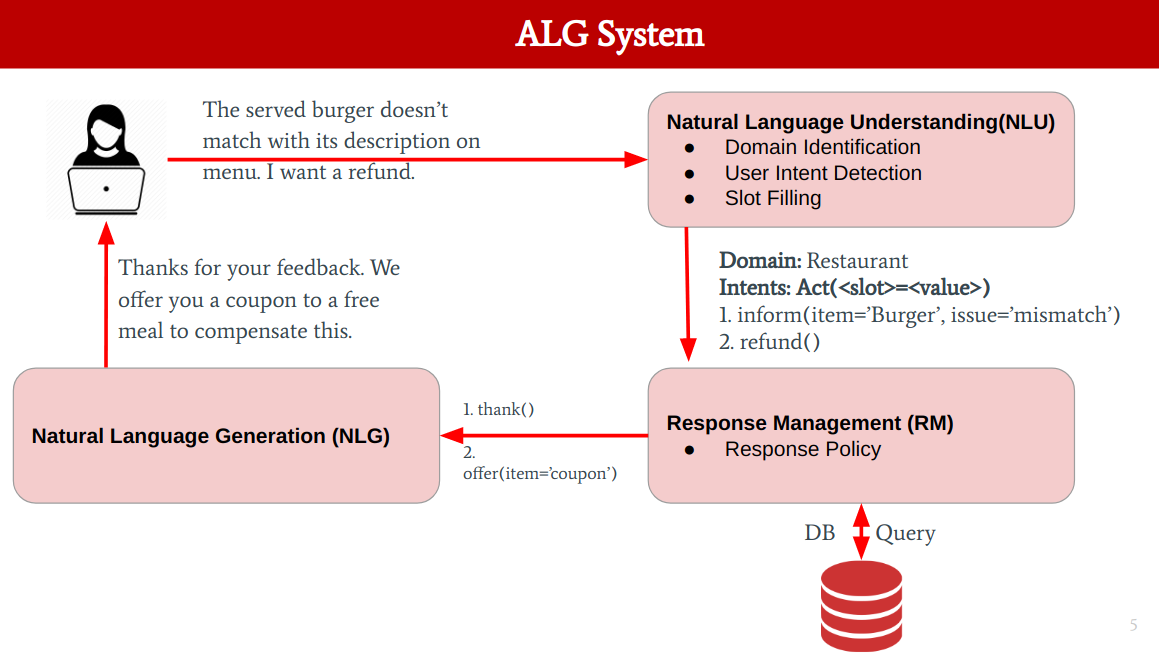 ALG System
The served burger doesn’t
match with its description on
menu. I want a refund.
Natural Language Understanding(NLU)
● Domain Identification
● User Intent Detection
● Slot Filling
Thanks for your feedback. We
offer you a coupon to a free
meal to compensate this.
Domain: Restaurant
Intents: Act(<slot>=<value>)
1. inform(item=’Burger’, issue=’mismatch’)
2. refund()
Natural Language Generation (NLG)
1. thank()
2.
offer(item=’coupon’)
Response Management (RM)
● Response Policy
DB Query
5